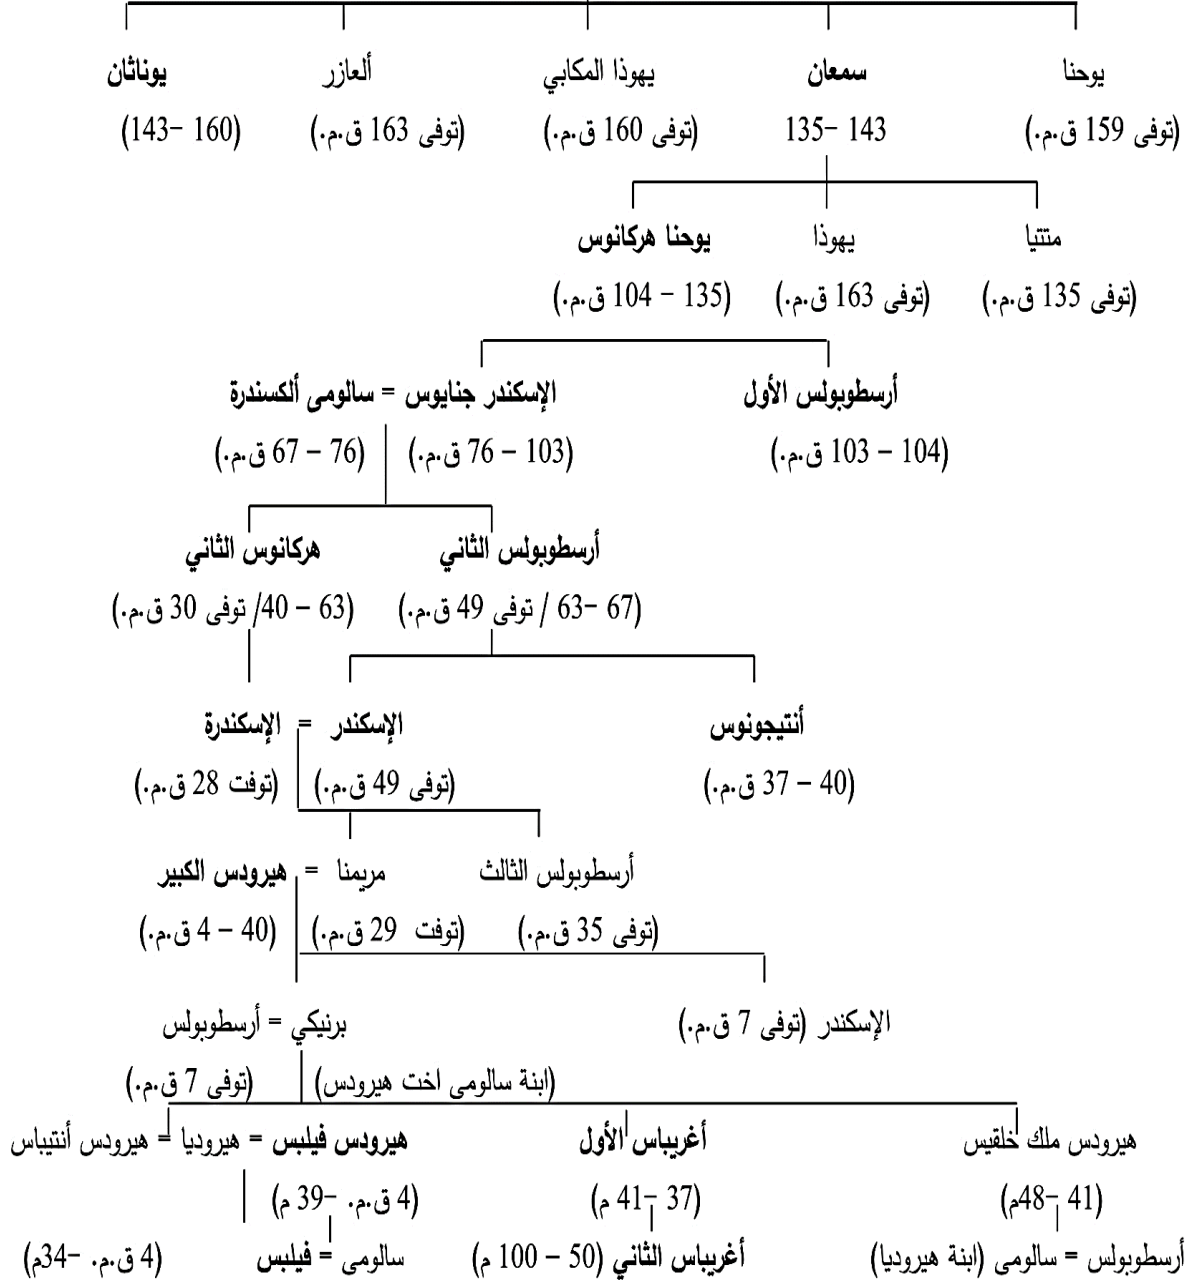 يوحنا سمعان يهوذا المكابي ألعازر يوناثان
(توفى 159 ق.م.) 143 – 135 (توفى 160 ق.م.) (توفى 163 ق.م.) (160 – 143)
متتيا يهوذا يوحنا هركانوس
(توفى 135 ق.م.) (توفى 163 ق.م.) (135 – 104 ق.م.)
أرسطوبولس الأول الإسكندر جنايوس = سالومى ألكسندرة
(104 – 103 ق.م.) (103 – 76 ق.م.) (76 – 67 ق.م.)
أرسطوبولس الثاني هركانوس الثاني
(67 – 63 / توفى 49 ق.م.) (63 – 40/ توفى 30 ق.م.)
أنتيجونوس الإسكندر = الإسكندرة
(40 – 37 ق.م.) (توفى 49 ق.م.) (توفت 28 ق.م.)
أرسطوبولس الثالث مريمنا = هيرودس الكبير
(توفى 35 ق.م.) (توفت 29 ق.م.) (40 – 4 ق.م.)
الإسكندر (توفى 7 ق.م.) برنيكي = أرسطوبولس
(ابنة سالومى اخت هيرودس) (توفى 7 ق.م.)
هيرودس ملك خلقيس أغريباس الأول هيرودس فيلبس = هيروديا = هيرودس أنتيباس
(41 – 48م) (37 – 41 م) (4 ق.م. – 39 م)
أرسطوبولس = سالومى (ابنة هيروديا) أغريباس الثاني (50 – 100 م) سالومى = فيلبس (4 ق.م. – 34م)